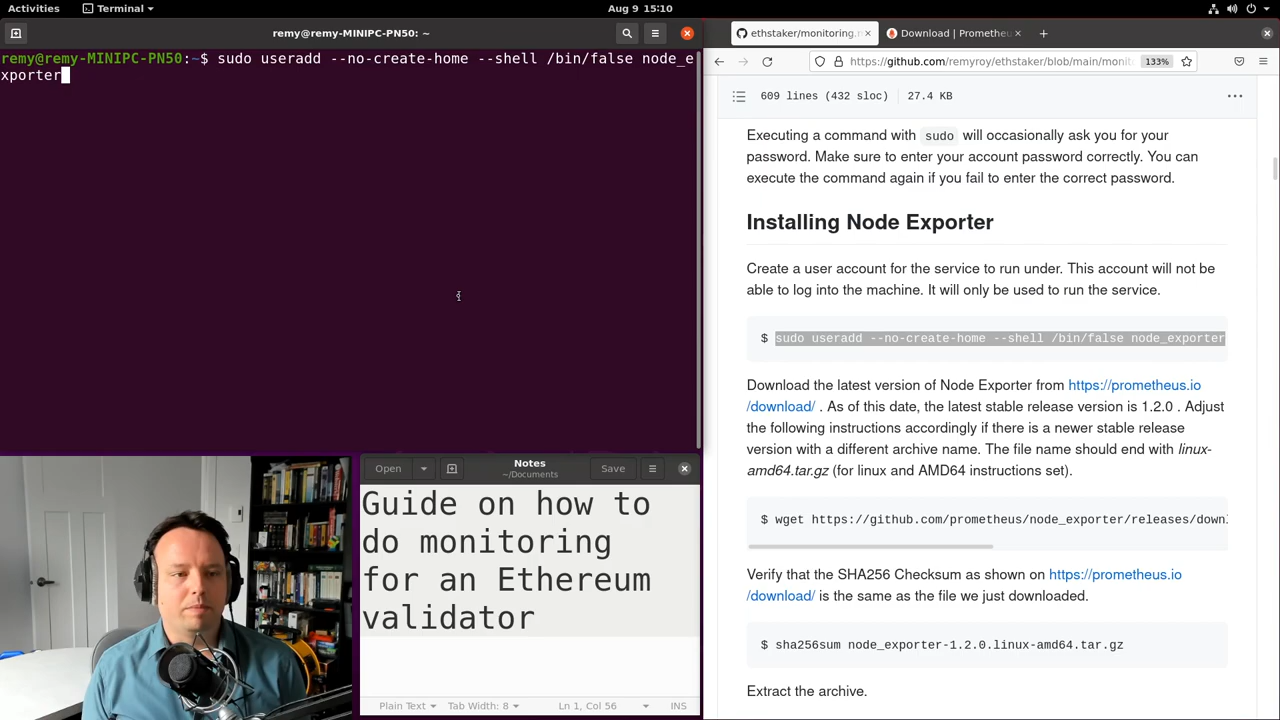 Activities
Terminal
Aug 9 15:10
remy@remy-MINIPC-PN50: ~
remy@remy-MINIPC-PN50:~$ sudo useradd --no-create-home --shell /bin/false node_e
xporter
Open
Notes
~/Documents
Save
Guide on how to
do monitoring
for an Ethereum
validator
Plain Text
Tab Width: 8
Ln 1, Col 56
INS
ethstaker/monitoring.m
Download | Prometheu
https://github.com/remyroy/ethstaker/blob/main/monit
133%
609 lines (432 sloc)
27.4 KB
Executing a command with sudo will occasionally ask you for your
password. Make sure to enter your account password correctly. You can
execute the command again if you fail to enter the correct password.
Installing Node Exporter
Create a user account for the service to run under. This account will not be
able to log into the machine. It will only be used to run the service.
$ sudo useradd --no-create-home --shell /bin/false node_exporter
Download the latest version of Node Exporter from https://prometheus.io
/download/ . As of this date, the latest stable release version is 1.2.0 . Adjust
the following instructions accordingly if there is a newer stable release
version with a different archive name. The file name should end with linux-
amd64.tar.gz (for linux and AMD64 instructions set).
$ wget https://github.com/prometheus/node_exporter/releases/downl
Verify that the SHA256 Checksum as shown on https://prometheus.io
/download/ is the same as the file we just downloaded.
$ sha256sum node_exporter-1.2.0.linux-amd64.tar.gz
Extract the archive.